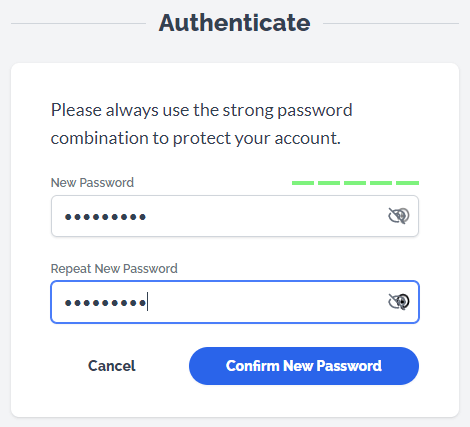 Authenticate
Please always use the strong password
combination to protect your account.
New Password
•••••••••
Repeat New Password
•••••••••
Cancel
Confirm New Password